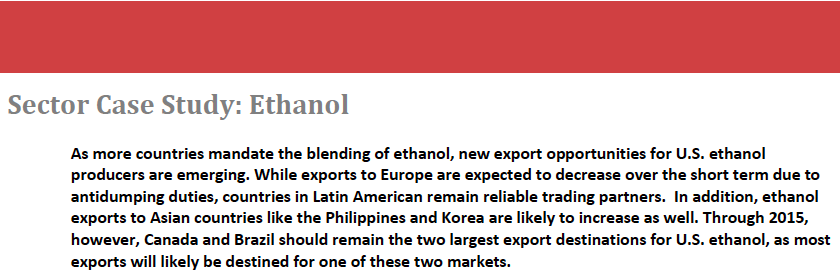 Sector Case Study: Ethanol
As more countries mandate the blending of ethanol, new export opportunities for U.S. ethanol
producers are emerging. While exports to Europe are expected to decrease over the short term due to
antidumping duties, countries in Latin American remain reliable trading partners.  In addition, ethanol
exports to Asian countries like the Philippines and Korea are likely to increase as well. Through 2015,
however, Canada and Brazil should remain the two largest export destinations for U.S. ethanol, as most
exports will likely be destined for one of these two markets.